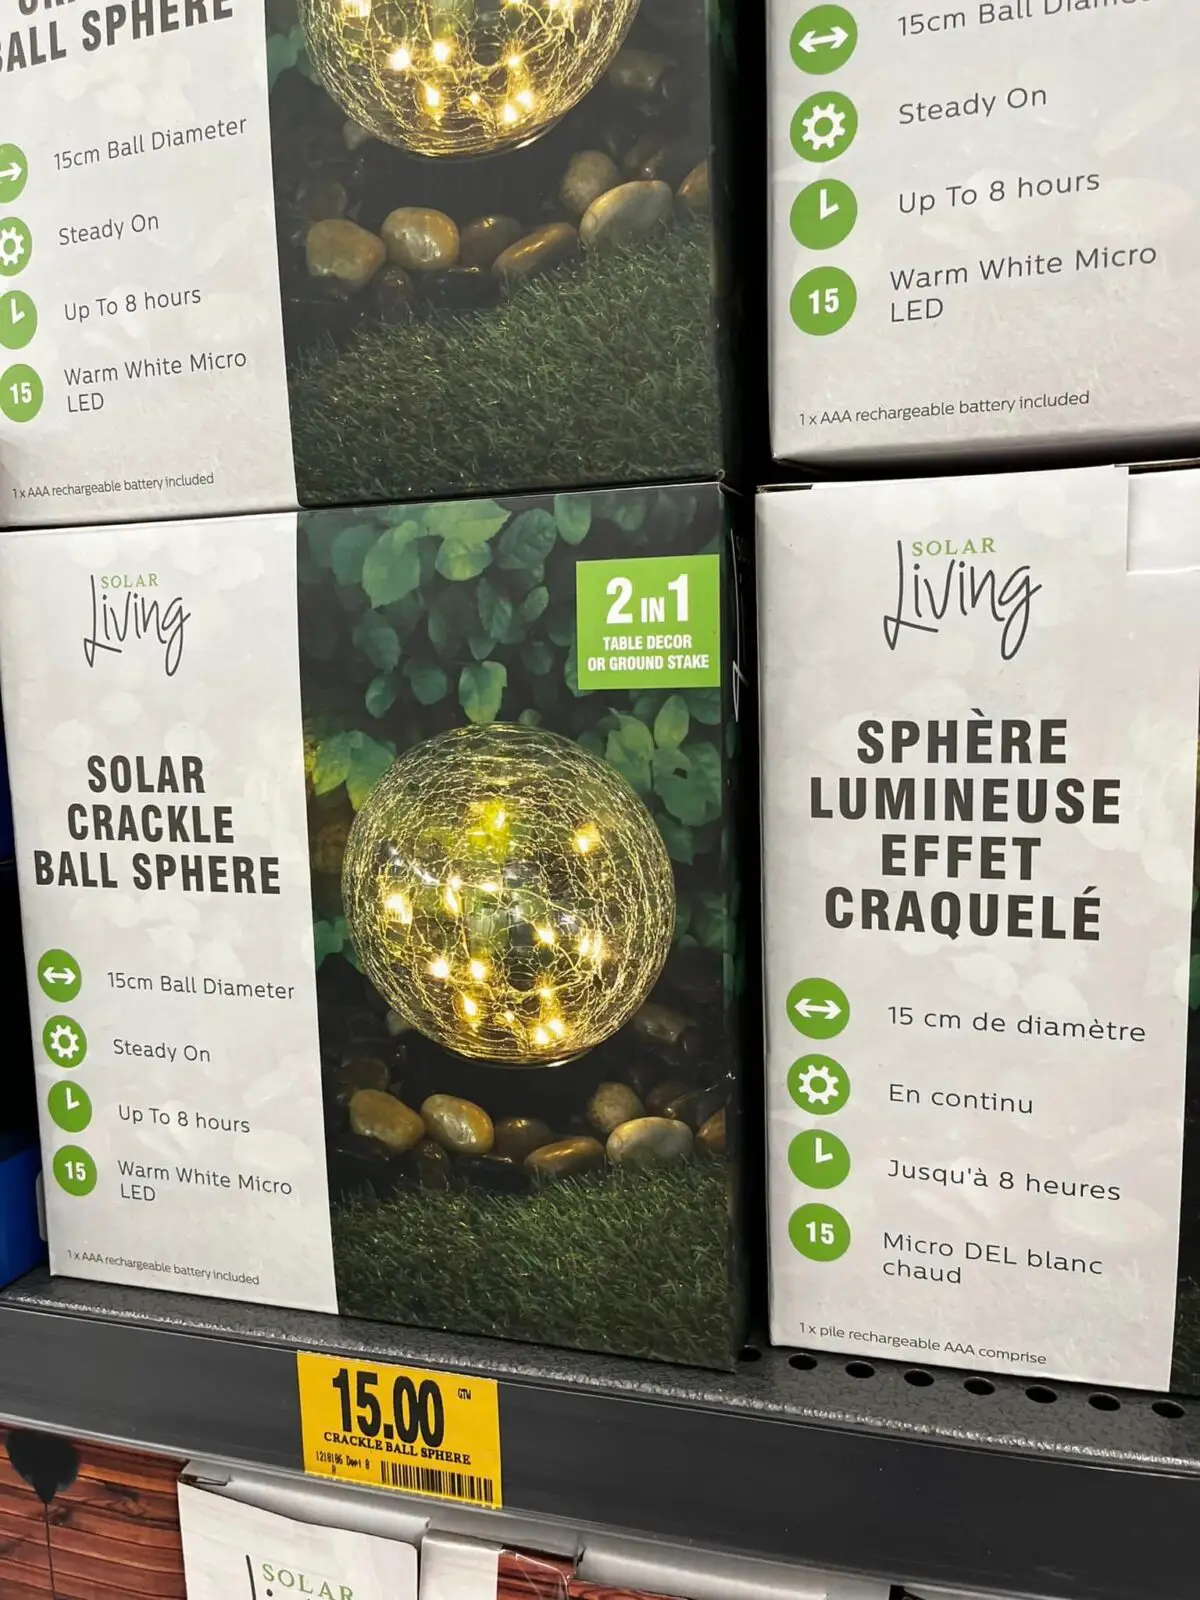 BALL SPHERE
15cm Ball Diameter
Steady On
Up To 8 hours
15
Warm White Micro
LED
1 x AAA rechargeable battery included
15cm Ball
Steady On
Up To 8 hours
15
Warm White Micro
LED
1 x AAA rechargeable battery included
SOLAR
Living
SOLAR
CRACKLE
BALL SPHERE
15cm Ball Diameter
Steady On
Up To 8 hours
15
Warm White Micro
LED
1 x AAA rechargeable battery included
2 IN 1
TABLE DECOR
OR GROUND STAKE
SOLAR
Living
SPHÈRE
LUMINEUSE
EFFET
CRAQUELÉ
15 cm de diamètre
En continu
Jusqu'à 8 heures
15
Micro DEL blanc
chaud
1 x pile rechargeable AAA comprise
15.00
GTW
CRACKLE BALL SPHERE
1218186 Dept 8
SOLAR